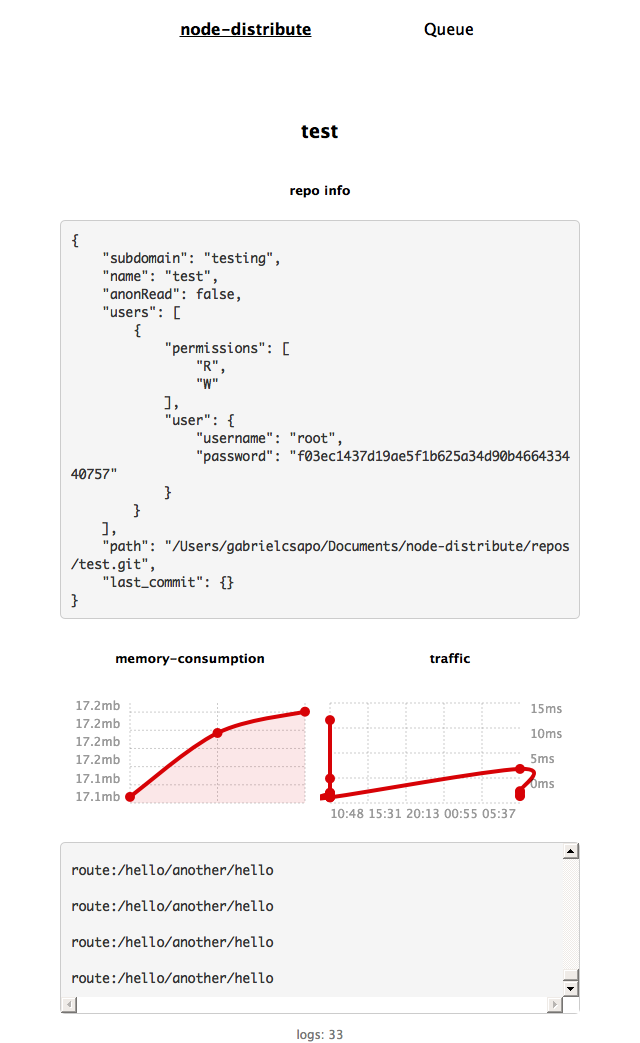 node-distribute Queue
test
repo info
{
    "subdomain": "testing",
    "name": "test",
    "anonRead": false,
    "users": [
        {
            "permissions": [
                "R",
                "W"
            ],
            "user": {
                "username": "root",
                "password": "f03ec1437d19ae5f1b625a34d90b4664334
40757"
            }
        }
    ],
    "path": "/Users/gabrielcsapo/Documents/node-distribute/repos
/test.git",
    "last_commit": {}
}
memory-consumption
17.2mb
17.2mb
17.2mb
17.2mb
17.1mb
17.1mb
traffic
15ms
10ms
5ms
0ms
10:48 15:31 20:13 00:55 05:37
route:/hello/another/hello
route:/hello/another/hello
route:/hello/another/hello
route:/hello/another/hello
logs: 33